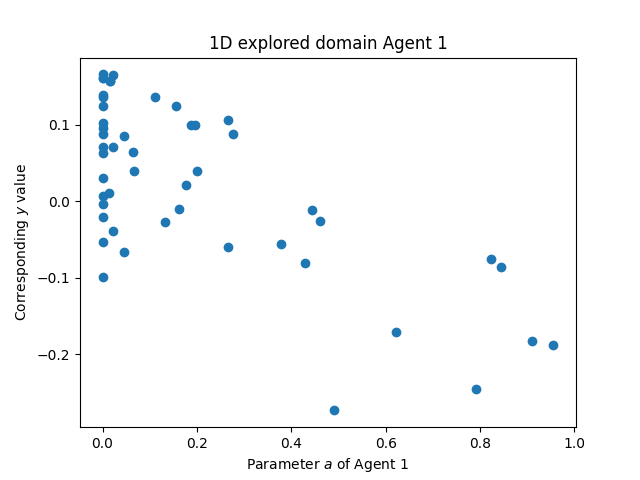 1D explored domain Agent 1
Corresponding y value
0.1
0.0
−0.1
−0.2
0.0 0.2 0.4 0.6 0.8 1.0
Parameter a of Agent 1